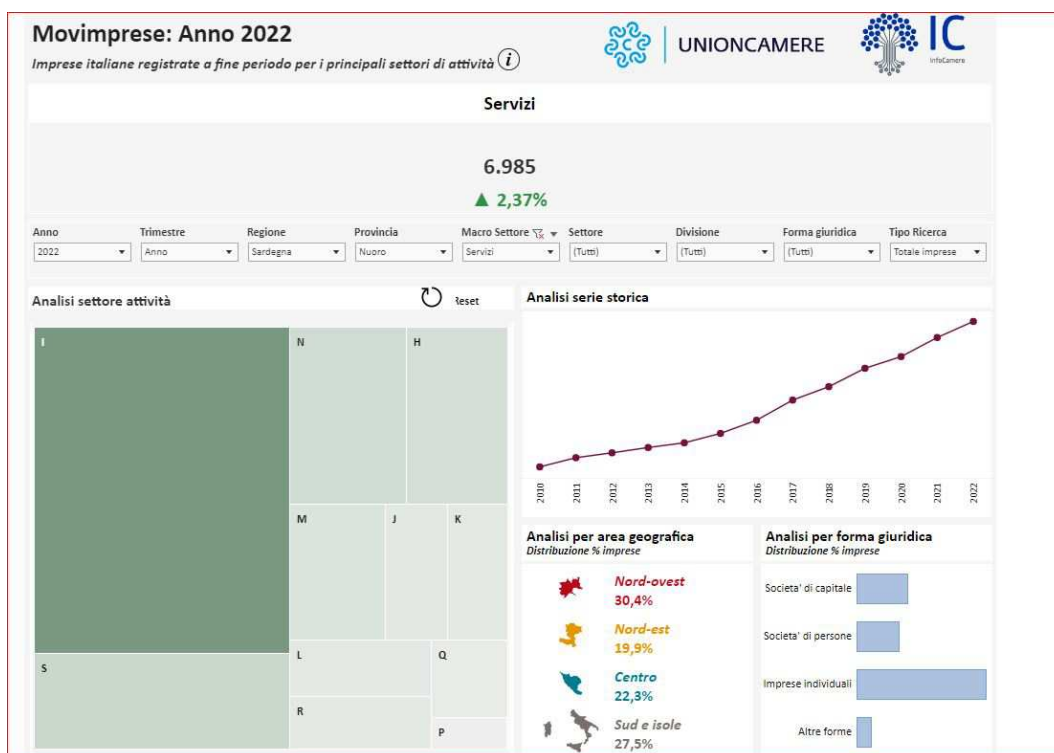 Movimprese: Anno 2022
Imprese italiane registrate a fine periodo per i principali settori di attività i
UNIONCAMERE
IC
InfoCamere
Servizi
6.985
▲ 2,37%
Anno Trimestre Regione Provincia Macro Settore Settore Divisione Forma giuridica Tipo Ricerca
2022 Anno Sardegna Nuoro Servizi (Tutti) (Tutti) (Tutti) Totale imprese
Analisi settore attività
Reset
I
N
H
M
J
K
S
L
Q
R
P
Analisi serie storica
2010 2011 2012 2013 2014 2015 2016 2017 2018 2019 2020 2021 2022
Analisi per area geografica
Distribuzione % imprese
Nord-ovest
30,4%
Nord-est
19,9%
Centro
22,3%
Sud e isole
27,5%
Analisi per forma giuridica
Distribuzione % imprese
Societa' di capitale
Societa' di persone
Imprese individuali
Altre forme